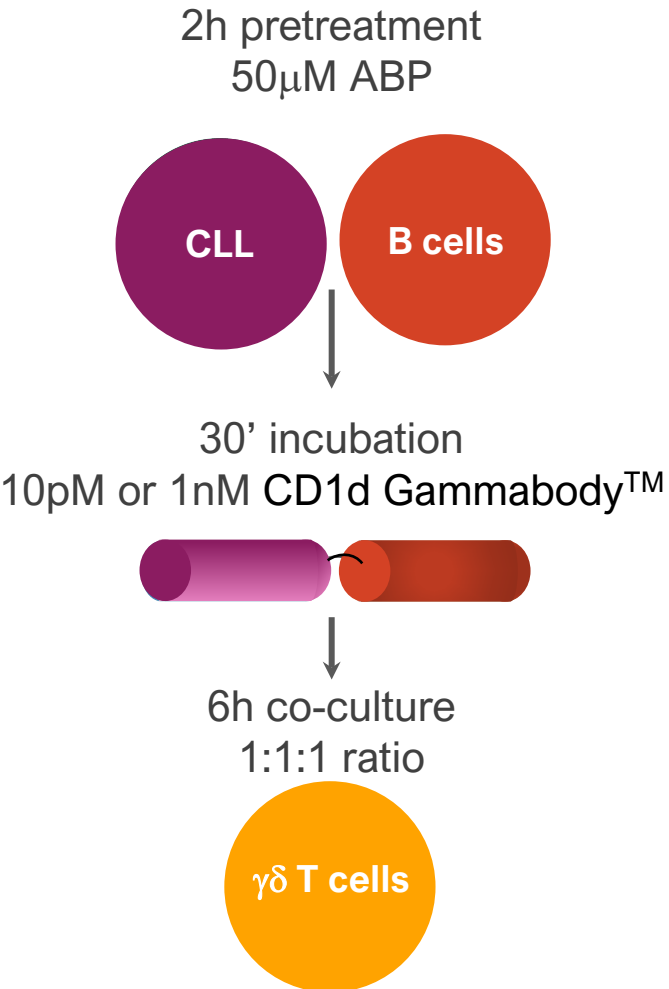 2h pretreatment
50μM ABP
CLL
B cells
30’ incubation
10pM or 1nM CD1d Gammabody™
6h co-culture
1:1:1 ratio
γδ T cells